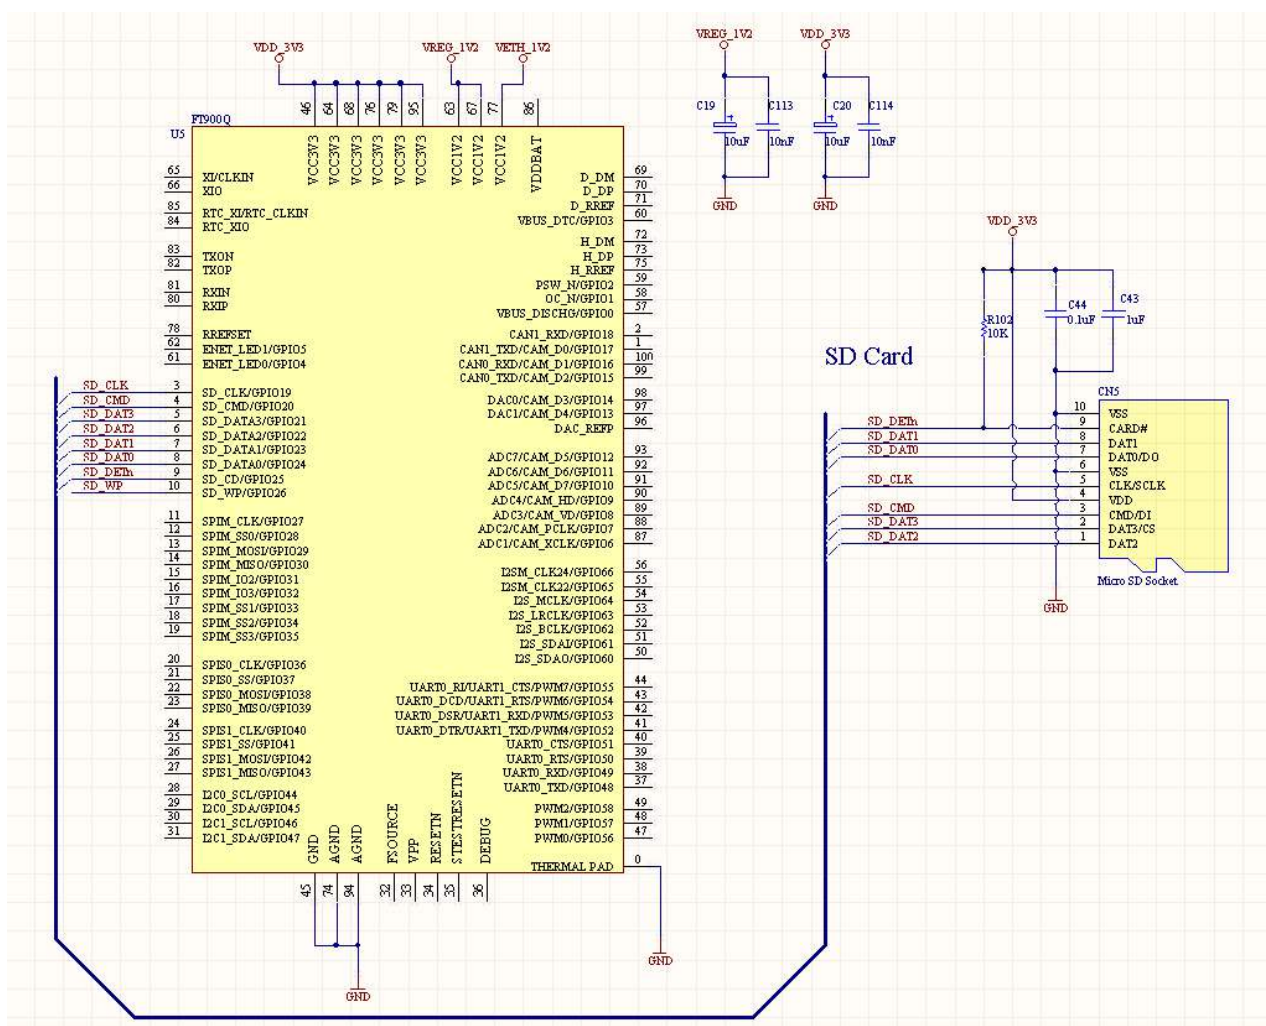 VDD_3V3
VREG_1V2
VETH_1V2
VREG_1V2
VDD_3V3
46
64
68
76
79
95
63
67
77
86
C19
C113
C20
C114
10uF
10nF
10uF
10nF
GND
GND
FT900Q
U5
VCC3V3
VCC3V3
VCC3V3
VCC3V3
VCC3V3
VCC3V3
VCC1V2
VCC1V2
VCC1V2
VDDBAT
65 XI/CLKIN
66 XIO
85 RTC_XI/RTC_CLKIN
84 RTC_XIO
83 TXON
82 TXOP
81 RXIN
80 RXIP
78 RREFSET
62 ENET_LED1/GPIO5
61 ENET_LED0/GPIO4
SD_CLK 3 SD_CLK/GPIO19
SD_CMD 4 SD_CMD/GPIO20
SD_DAT3 5 SD_DATA3/GPIO21
SD_DAT2 6 SD_DATA2/GPIO22
SD_DAT1 7 SD_DATA1/GPIO23
SD_DAT0 8 SD_DATA0/GPIO24
SD_DETn 9 SD_CD/GPIO25
SD_WP 10 SD_WP/GPIO26
11 SPIM_CLK/GPIO27
12 SPIM_SS0/GPIO28
13 SPIM_MOSI/GPIO29
14 SPIM_MISO/GPIO30
15 SPIM_IO2/GPIO31
16 SPIM_IO3/GPIO32
17 SPIM_SS1/GPIO33
18 SPIM_SS2/GPIO34
19 SPIM_SS3/GPIO35
20 SPIS0_CLK/GPIO36
21 SPIS0_SS/GPIO37
22 SPIS0_MOSI/GPIO38
23 SPIS0_MISO/GPIO39
24 SPIS1_CLK/GPIO40
25 SPIS1_SS/GPIO41
26 SPIS1_MOSI/GPIO42
27 SPIS1_MISO/GPIO43
28 I2C0_SCL/GPIO44
29 I2C0_SDA/GPIO45
30 I2C1_SCL/GPIO46
31 I2C1_SDA/GPIO47
D_DM 69
D_DP 70
D_RREF 71
VBUS_DTC/GPIO3 60
H_DM 72
H_DP 73
H_RREF 75
PSW_N/GPIO2 59
OC_N/GPIO1 58
VBUS_DISCHG/GPIO0 57
CAN1_RXD/GPIO18 2
CAN1_TXD/CAM_D0/GPIO17 1
CAN0_RXD/CAM_D1/GPIO16 100
CAN0_TXD/CAM_D2/GPIO15 99
DAC0/CAM_D3/GPIO14 98
DAC1/CAM_D4/GPIO13 97
DAC_REFP 96
ADC7/CAM_D5/GPIO12 93
ADC6/CAM_D6/GPIO11 92
ADC5/CAM_D7/GPIO10 91
ADC4/CAM_HD/GPIO9 90
ADC3/CAM_VD/GPIO8 89
ADC2/CAM_PCLK/GPIO7 88
ADC1/CAM_XCLK/GPIO6 87
I2SM_CLK24/GPIO66 56
I2SM_CLK22/GPIO65 55
I2S_MCLK/GPIO64 54
I2S_LRCLK/GPIO63 53
I2S_BCLK/GPIO62 52
I2S_SDAI/GPIO61 51
I2S_SDAO/GPIO60 50
UART0_RI/UART1_CTS/PWM7/GPIO55 44
UART0_DCD/UART1_RTS/PWM6/GPIO54 43
UART0_DSR/UART1_RXD/PWM5/GPIO53 42
UART0_DTR/UART1_TXD/PWM4/GPIO52 41
UART0_CTS/GPIO51 40
UART0_RTS/GPIO50 39
UART0_RXD/GPIO49 38
UART0_TXD/GPIO48 37
PWM2/GPIO58 49
PWM1/GPIO57 48
PWM0/GPIO56 47
THERMAL PAD 0
GND
AGND
AGND
FSOURCE
VPP
RESETN
STESTRESETN
DEBUG
45
74
94
32
33
34
35
36
GND
GND
VDD_3V3
R102
10K
C44
0.1uF
C43
1uF
SD Card
CN5
10 VSS
SD_DETn 9 CARD#
SD_DAT1 8 DAT1
SD_DAT0 7 DAT0/DO
6 VSS
SD_CLK 5 CLK/SCLK
4 VDD
SD_CMD 3 CMD/DI
SD_DAT3 2 DAT3/CS
SD_DAT2 1 DAT2
Micro SD Socket
GND